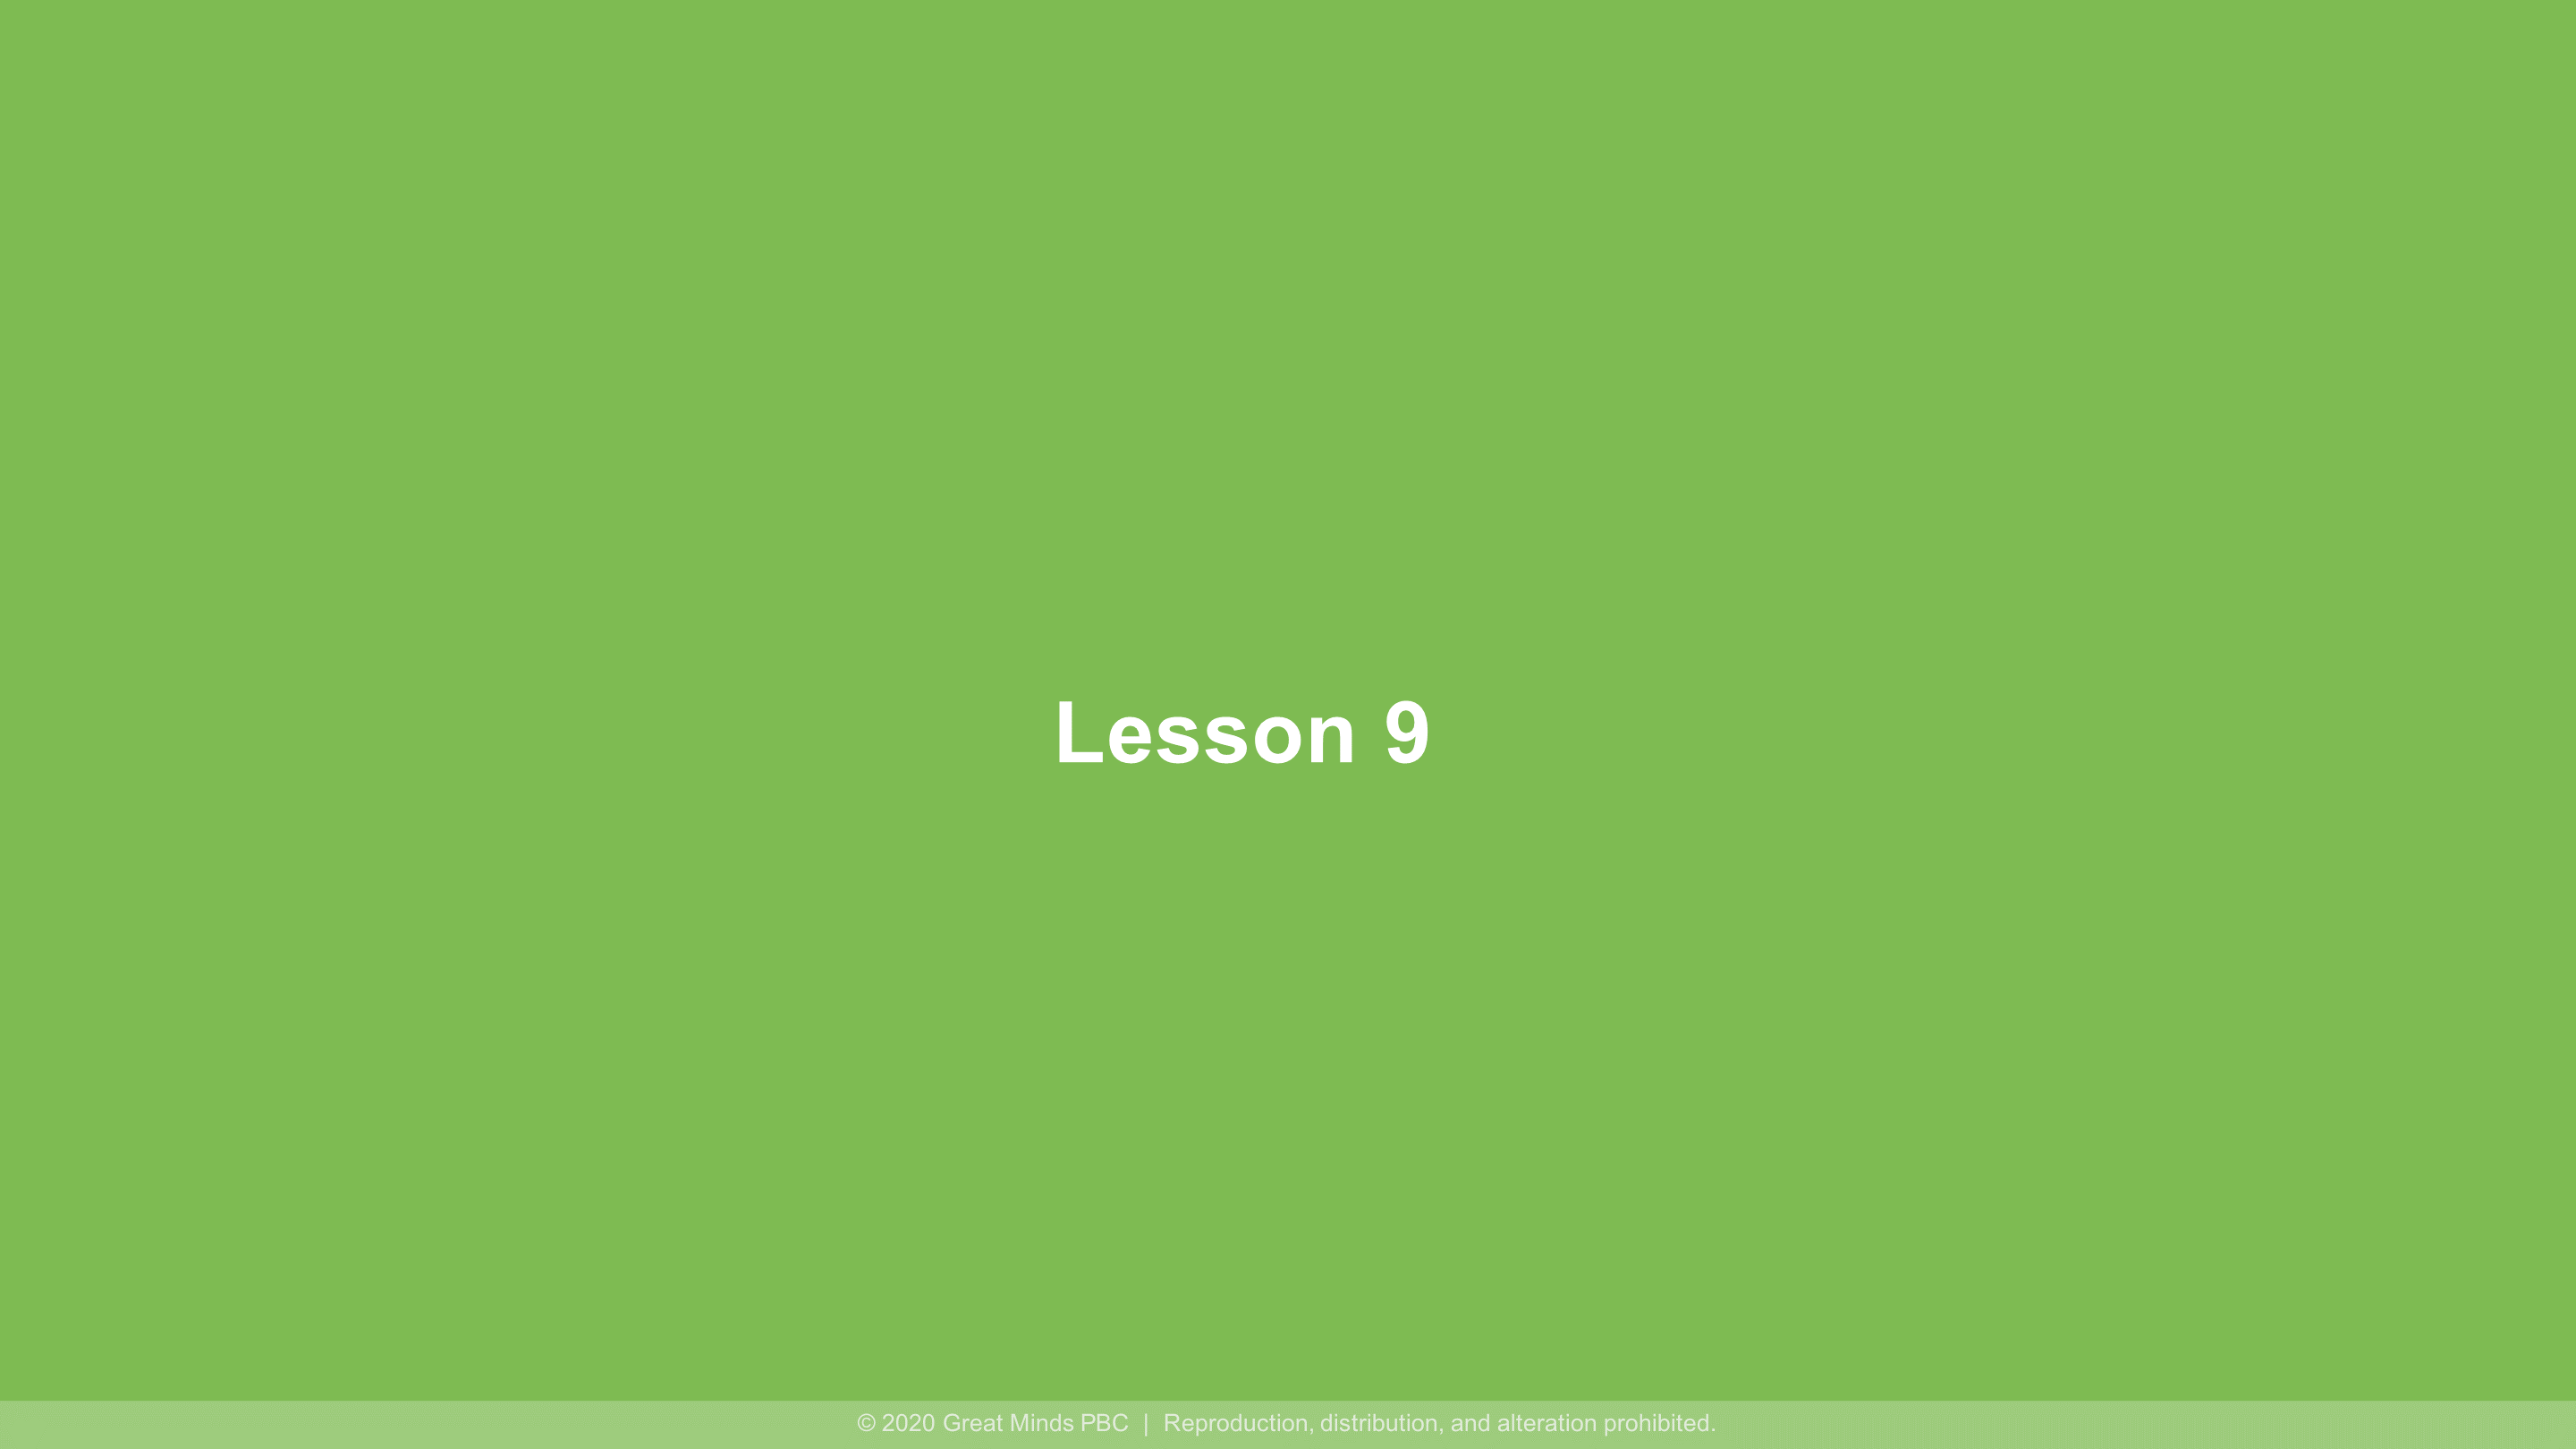 Lesson 9
© 2020 Great Minds PBC | Reproduction, distribution, and alteration prohibited.